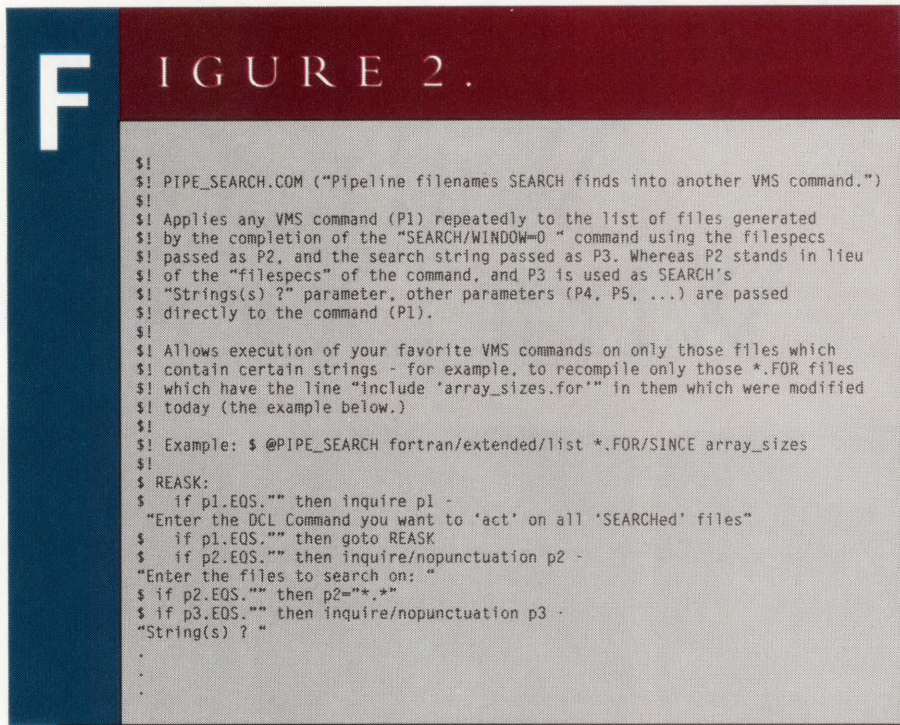 FIGURE 2.
$!
$! PIPE_SEARCH.COM ("Pipeline filenames SEARCH finds into another VMS command.")
$!
$! Applies any VMS command (P1) repeatedly to the list of files generated
$! by the completion of the "SEARCH/WINDOW=0 " command using the filespecs
$! passed as P2, and the search string passed as P3. Whereas P2 stands in lieu
$! of the "filespecs" of the command, and P3 is used as SEARCH's
$! "Strings(s) ?" parameter, other parameters (P4, P5, ...) are passed
$! directly to the command (P1).
$!
$! Allows execution of your favorite VMS commands on only those files which
$! contain certain strings - for example, to recompile only those *.FOR files
$! which have the line "include 'array_sizes.for'" in them which were modified
$! today (the example below.)
$!
$! Example: $ @PIPE_SEARCH fortran/extended/list *.FOR/SINCE array_sizes
$!
$ REASK:
$   if p1.EQS."" then inquire p1 -
 "Enter the DCL Command you want to 'act' on all 'SEARCHed' files"
$   if p1.EQS."" then goto REASK
$   if p2.EQS."" then inquire/nopunctuation p2 -
"Enter the files to search on: "
$ if p2.EQS."" then p2="*.*"
$ if p3.EQS."" then inquire/nopunctuation p3 -
"String(s) ? "
.
.
.